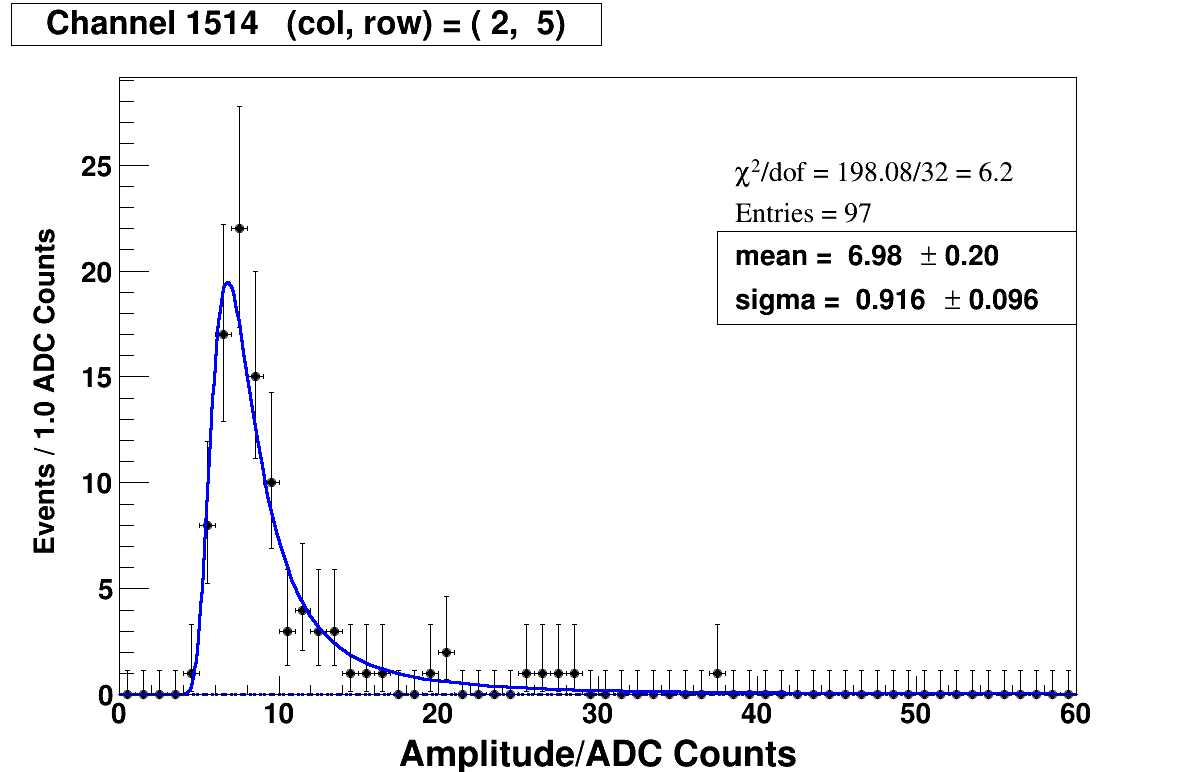 Channel 1514 (col, row) = ( 2, 5)
χ²/dof = 198.08/32 = 6.2
Entries = 97
mean = 6.98 ± 0.20
sigma = 0.916 ± 0.096
Events / 1.0 ADC Counts
25
20
15
10
5
0
0 10 20 30 40 50 60
Amplitude/ADC Counts